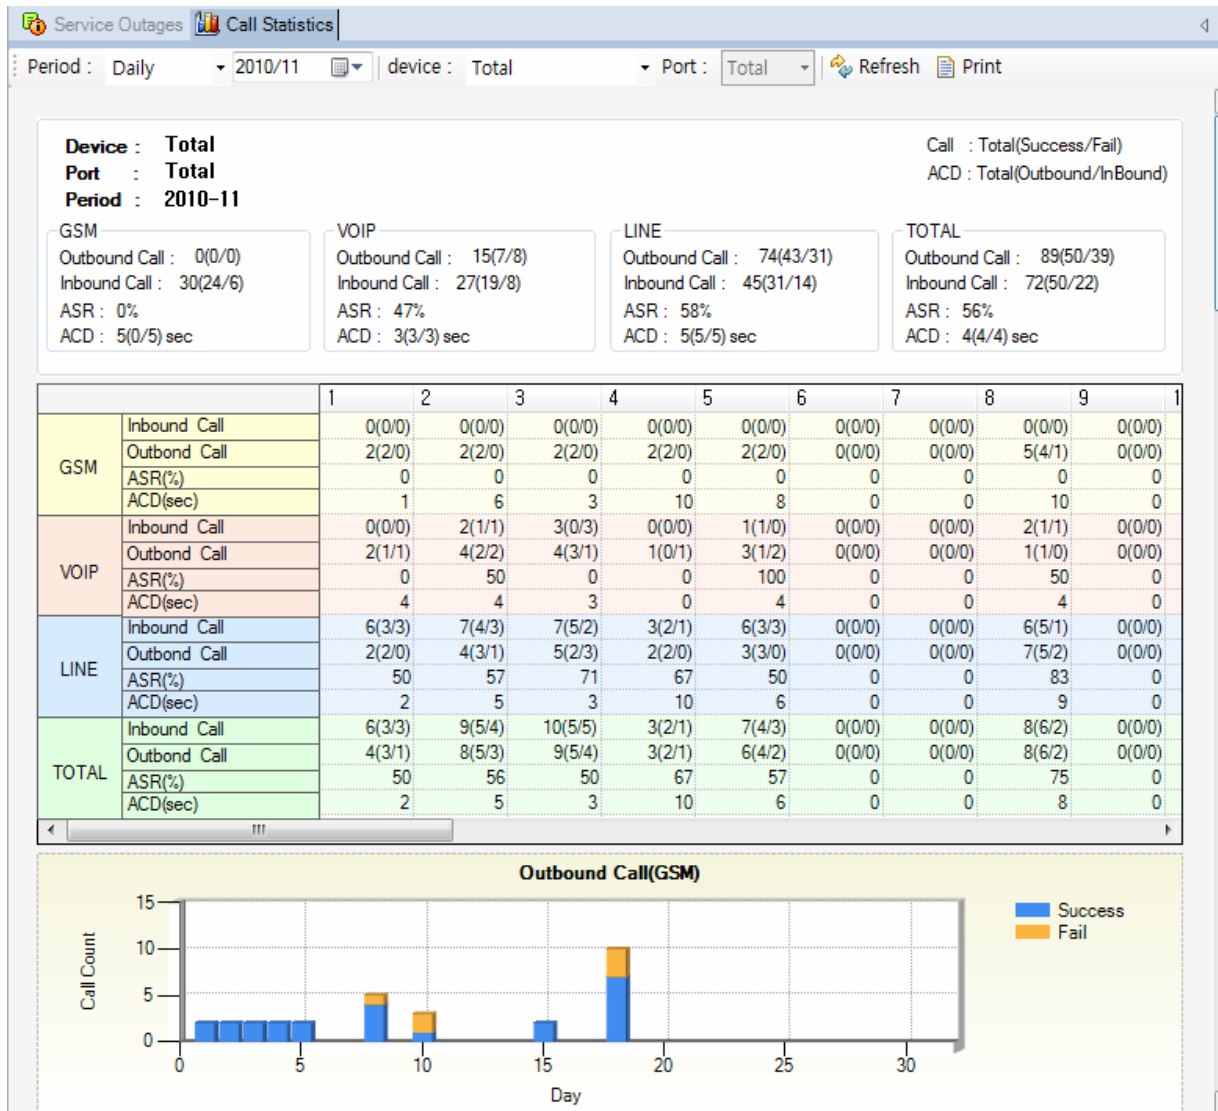 Service Outages Call Statistics
Period : Daily 2010/11 device : Total Port : Total Refresh Print
Device : Total Call : Total(Success/Fail)
Port : Total ACD : Total(Outbound/InBound)
Period : 2010-11
GSM VOIP LINE TOTAL
Outbound Call : 0(0/0) Outbound Call : 15(7/8) Outbound Call : 74(43/31) Outbound Call : 89(50/39)
Inbound Call : 30(24/6) Inbound Call : 27(19/8) Inbound Call : 45(31/14) Inbound Call : 72(50/22)
ASR : 0% ASR : 47% ASR : 58% ASR : 56%
ACD : 5(0/5) sec ACD : 3(3/3) sec ACD : 5(5/5) sec ACD : 4(4/4) sec
1 2 3 4 5 6 7 8 9 1
GSM
Inbound Call 0(0/0) 0(0/0) 0(0/0) 0(0/0) 0(0/0) 0(0/0) 0(0/0) 0(0/0) 0(0/0)
Outbond Call 2(2/0) 2(2/0) 2(2/0) 2(2/0) 2(2/0) 0(0/0) 0(0/0) 5(4/1) 0(0/0)
ASR(%) 0 0 0 0 0 0 0 0 0
ACD(sec) 1 6 3 10 8 0 0 10 0
VOIP
Inbound Call 0(0/0) 2(1/1) 3(0/3) 0(0/0) 1(1/0) 0(0/0) 0(0/0) 2(1/1) 0(0/0)
Outbond Call 2(1/1) 4(2/2) 4(3/1) 1(0/1) 3(1/2) 0(0/0) 0(0/0) 1(1/0) 0(0/0)
ASR(%) 0 50 0 0 100 0 0 50 0
ACD(sec) 4 4 3 0 4 0 0 4 0
LINE
Inbound Call 6(3/3) 7(4/3) 7(5/2) 3(2/1) 6(3/3) 0(0/0) 0(0/0) 6(5/1) 0(0/0)
Outbond Call 2(2/0) 4(3/1) 5(2/3) 2(2/0) 3(3/0) 0(0/0) 0(0/0) 7(5/2) 0(0/0)
ASR(%) 50 57 71 67 50 0 0 83 0
ACD(sec) 2 5 3 10 6 0 0 9 0
TOTAL
Inbound Call 6(3/3) 9(5/4) 10(5/5) 3(2/1) 7(4/3) 0(0/0) 0(0/0) 8(6/2) 0(0/0)
Outbond Call 4(3/1) 8(5/3) 9(5/4) 3(2/1) 6(4/2) 0(0/0) 0(0/0) 8(6/2) 0(0/0)
ASR(%) 50 56 50 67 57 0 0 75 0
ACD(sec) 2 5 3 10 6 0 0 8 0
Outbound Call(GSM)
15
10
5
0
Call Count
Success
Fail
0 5 10 15 20 25 30
Day